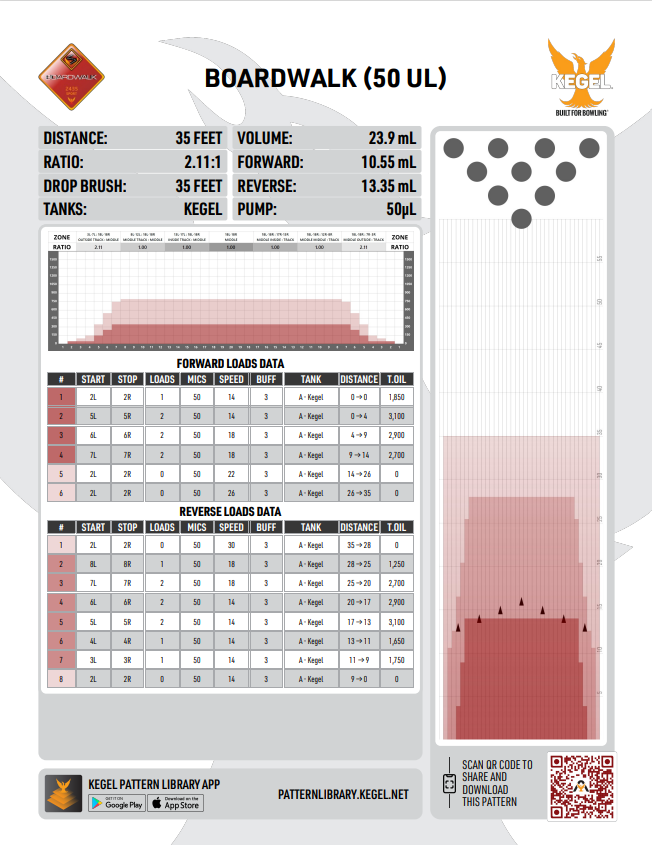 BOARDWALK
BOARDWALK (50 UL)
KEGEL
BUILT FOR BOWLING
DISTANCE: 35 FEET
RATIO: 2.11:1
DROP BRUSH: 35 FEET
TANKS: KEGEL
VOLUME: 23.9 mL
FORWARD: 10.55 mL
REVERSE: 13.35 mL
PUMP: 50µL
ZONE ZONE
RATIO 2.11 1.00 1.00 1.00 1.00 1.00 2.11 RATIO
FORWARD LOADS DATA
# START STOP LOADS MICS SPEED BUFF TANK DISTANCE T.OIL
1 2L 2R 1 50 14 3 A - Kegel 0→0 1,850
2 5L 5R 2 50 14 3 A - Kegel 0→4 3,100
3 6L 6R 2 50 18 3 A - Kegel 4→9 2,900
4 7L 7R 2 50 18 3 A - Kegel 9→14 2,700
5 2L 2R 0 50 22 3 A - Kegel 14→26 0
6 2L 2R 0 50 26 3 A - Kegel 26→35 0
REVERSE LOADS DATA
# START STOP LOADS MICS SPEED BUFF TANK DISTANCE T.OIL
1 2L 2R 0 50 30 3 A - Kegel 35→28 0
2 8L 8R 1 50 18 3 A - Kegel 28→25 1,250
3 7L 7R 2 50 18 3 A - Kegel 25→20 2,700
4 6L 6R 2 50 14 3 A - Kegel 20→17 2,900
5 5L 5R 2 50 14 3 A - Kegel 17→13 3,100
6 4L 4R 1 50 14 3 A - Kegel 13→11 1,650
7 3L 3R 1 50 14 3 A - Kegel 11→9 1,750
8 2L 2R 0 50 14 3 A - Kegel 9→0 0
55
50
45
40
35
30
25
20
15
10
5
KEGEL PATTERN LIBRARY APP
GET IT ON
Google Play
Download on the
App Store
PATTERNLIBRARY.KEGEL.NET
SCAN QR CODE TO
SHARE AND
DOWNLOAD
THIS PATTERN